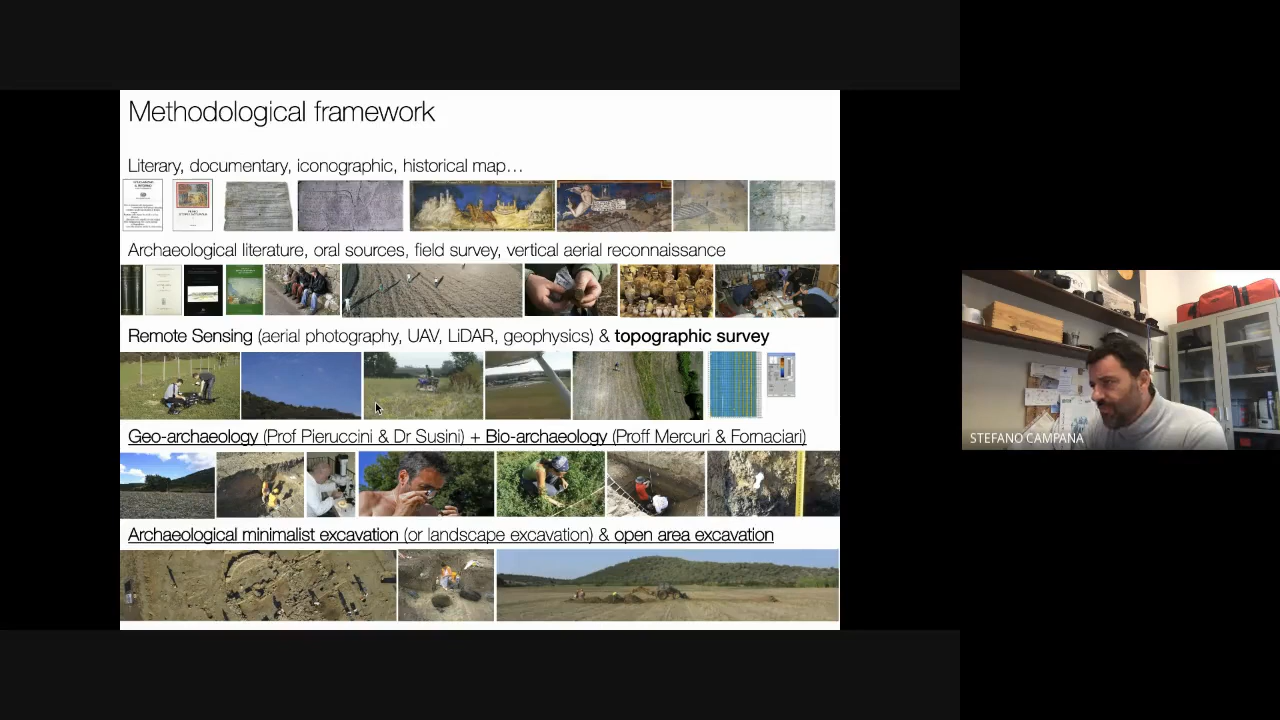 Methodological framework
Literary, documentary, iconographic, historical map…
Archaeological literature, oral sources, field survey, vertical aerial reconnaissance
Remote Sensing (aerial photography, UAV, LiDAR, geophysics) & topographic survey
Geo-archaeology (Prof Pieruccini & Dr Susini) + Bio-archaeology (Proff Mercuri & Fornaciari)
Archaeological minimalist excavation (or landscape excavation) & open area excavation
STEFANO CAMPANA